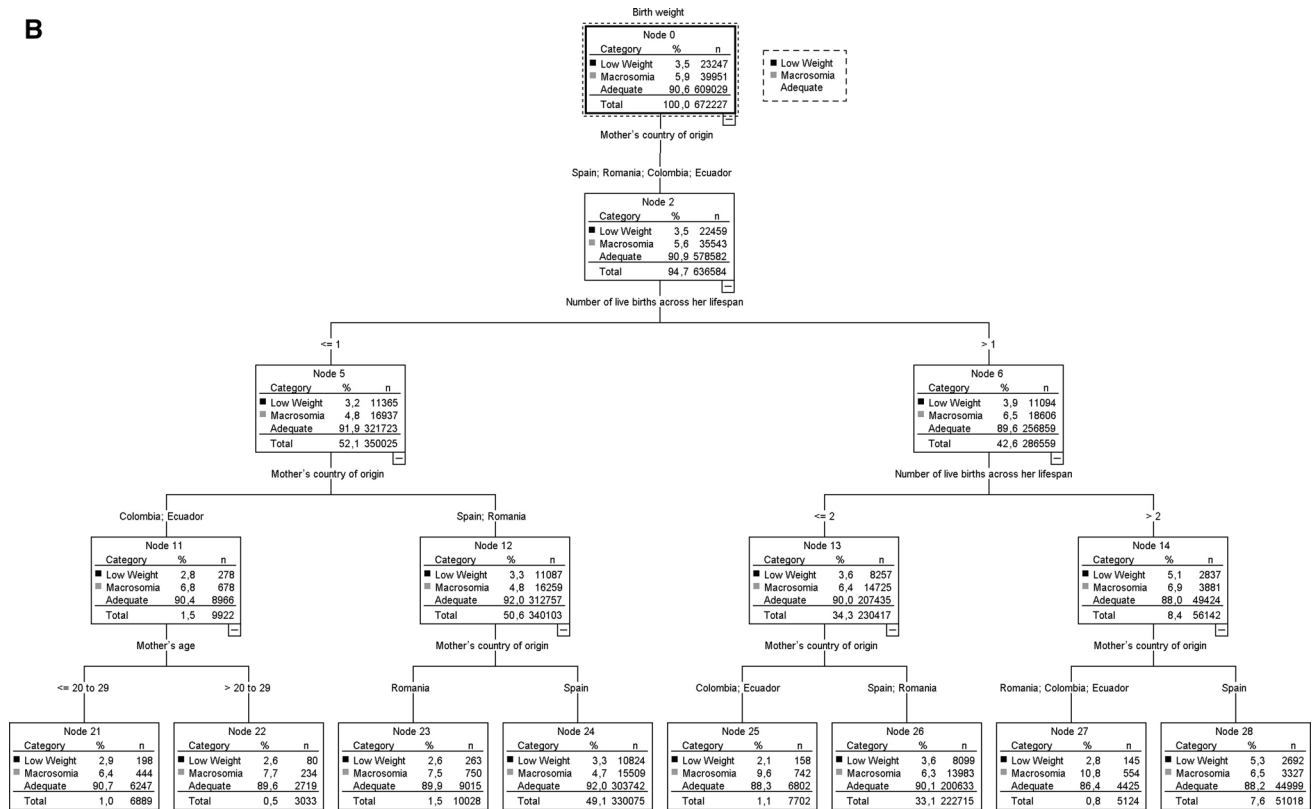 B
Birth weight
Node 0
Category % n
Low Weight 3,5 23247
Macrosomia 5,9 39951
Adequate 90,6 609029
Total 100,0 672227
Low Weight
Macrosomia
Adequate
Mother's country of origin
Spain; Romania; Colombia; Ecuador
Node 2
Category % n
Low Weight 3,5 22459
Macrosomia 5,6 35543
Adequate 90,9 578582
Total 94,7 636584
Number of live births across her lifespan
<= 1
> 1
Node 5
Category % n
Low Weight 3,2 11365
Macrosomia 4,8 16937
Adequate 91,9 321723
Total 52,1 350025
Node 6
Category % n
Low Weight 3,9 11094
Macrosomia 6,5 18606
Adequate 89,6 256859
Total 42,6 286559
Mother's country of origin
Number of live births across her lifespan
Colombia; Ecuador
Spain; Romania
<= 2
> 2
Node 11
Category % n
Low Weight 2,8 278
Macrosomia 6,8 678
Adequate 90,4 8966
Total 1,5 9922
Node 12
Category % n
Low Weight 3,3 11087
Macrosomia 4,8 16259
Adequate 92,0 312757
Total 50,6 340103
Node 13
Category % n
Low Weight 3,6 8257
Macrosomia 6,4 14725
Adequate 90,0 207435
Total 34,3 230417
Node 14
Category % n
Low Weight 5,1 2837
Macrosomia 6,9 3881
Adequate 88,0 49424
Total 8,4 56142
Mother's age
Mother's country of origin
Mother's country of origin
Mother's country of origin
<= 20 to 29
> 20 to 29
Romania
Spain
Colombia; Ecuador
Spain; Romania
Romania; Colombia; Ecuador
Spain
Node 21
Category % n
Low Weight 2,9 198
Macrosomia 6,4 444
Adequate 90,7 6247
Total 1,0 6889
Node 22
Category % n
Low Weight 2,6 80
Macrosomia 7,7 234
Adequate 89,6 2719
Total 0,5 3033
Node 23
Category % n
Low Weight 2,6 263
Macrosomia 7,5 750
Adequate 89,9 9015
Total 1,5 10028
Node 24
Category % n
Low Weight 3,3 10824
Macrosomia 4,7 15509
Adequate 92,0 303742
Total 49,1 330075
Node 25
Category % n
Low Weight 2,1 158
Macrosomia 9,6 742
Adequate 88,3 6802
Total 1,1 7702
Node 26
Category % n
Low Weight 3,6 8099
Macrosomia 6,3 13983
Adequate 90,1 200633
Total 33,1 222715
Node 27
Category % n
Low Weight 2,8 145
Macrosomia 10,8 554
Adequate 86,4 4425
Total 0,8 5124
Node 28
Category % n
Low Weight 5,3 2692
Macrosomia 6,5 3327
Adequate 88,2 44999
Total 7,6 51018